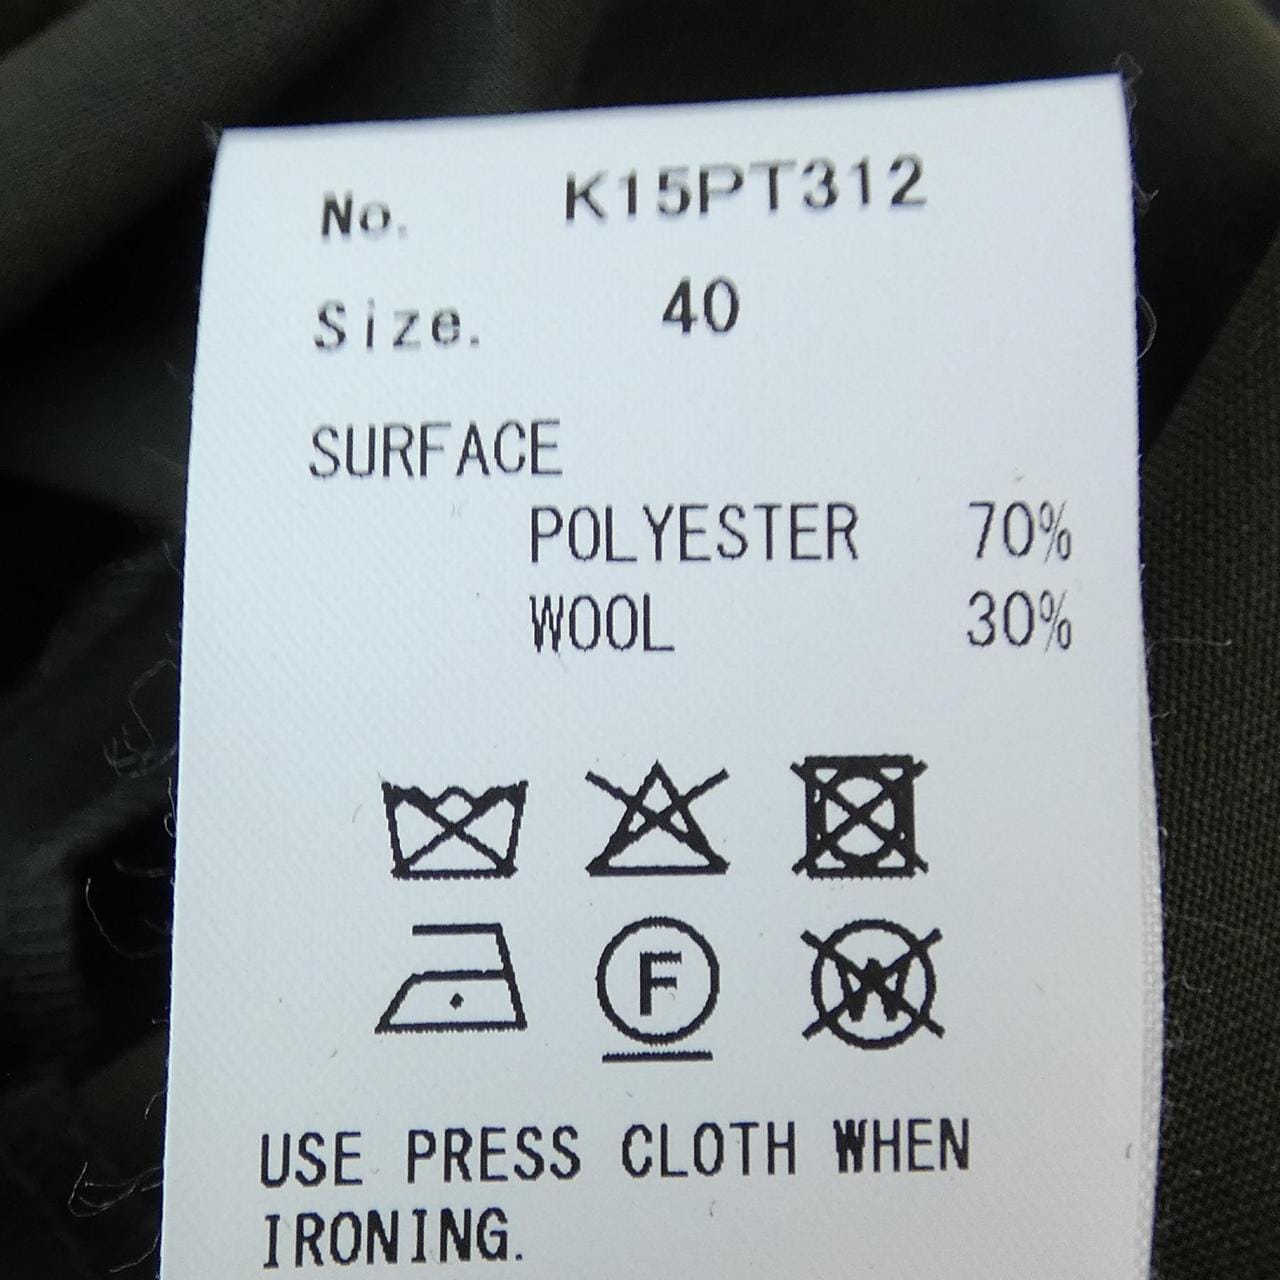 No. K15PT312
Size. 40
SURFACE
POLYESTER 70%
WOOL 30%
F W
USE PRESS CLOTH WHEN
IRONING.